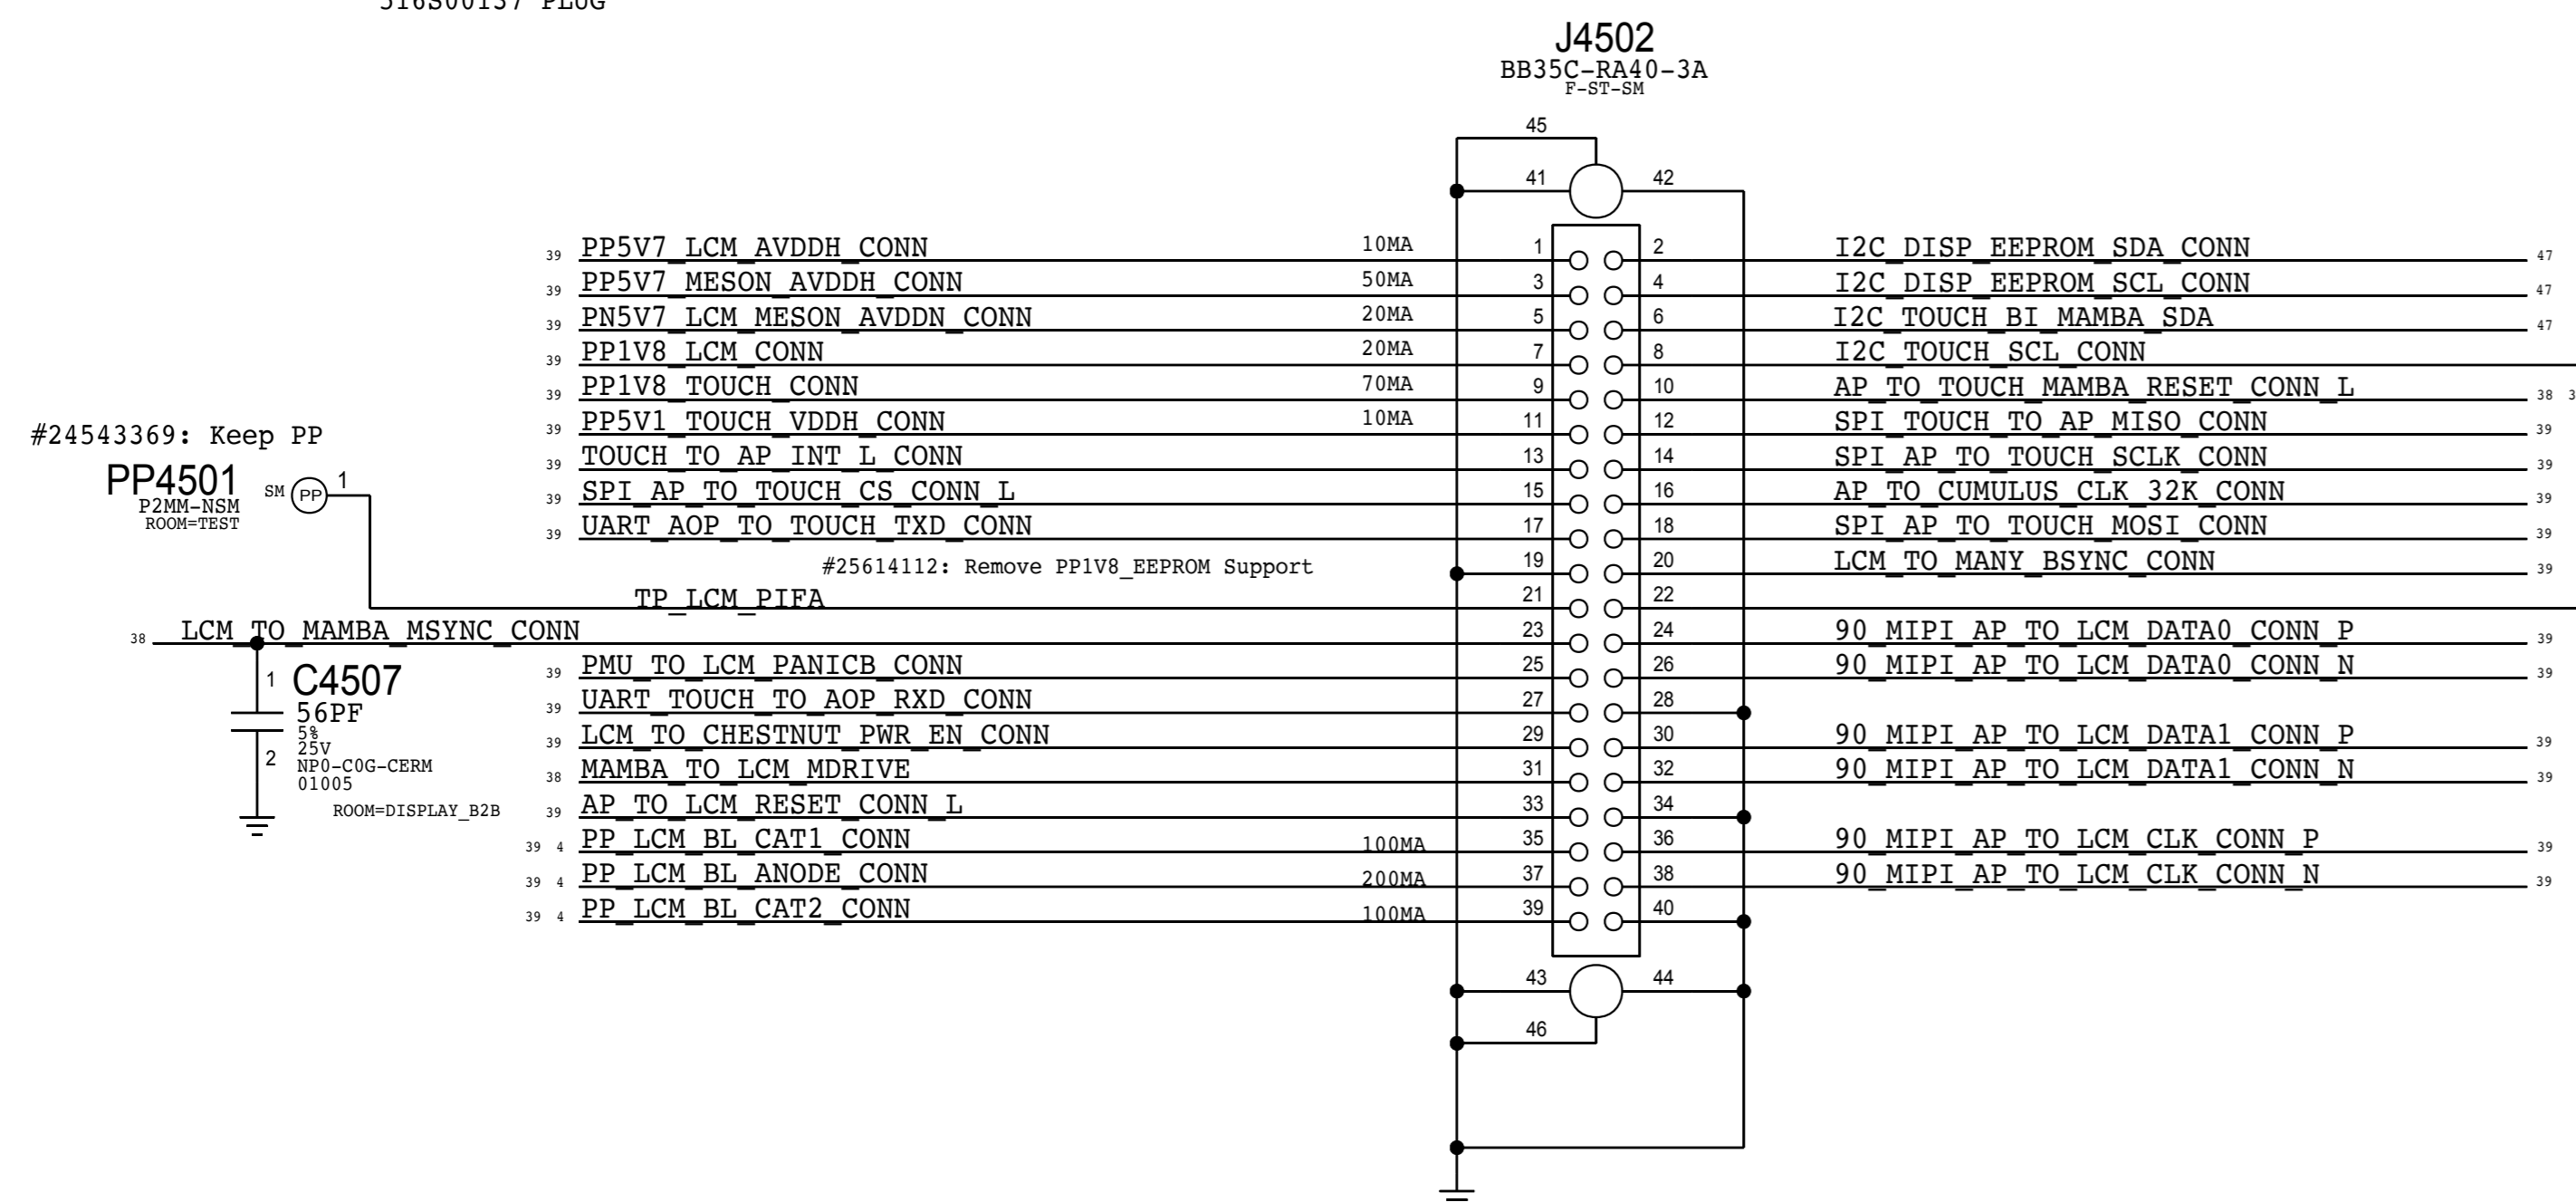 516S00137 PLUG
J4502
BB35C-RA40-3A
F-ST-SM
45
41 42
39 PP5V7_LCM_AVDDH_CONN 10MA 1 2 I2C_DISP_EEPROM_SDA_CONN 47
39 PP5V7_MESON_AVDDH_CONN 50MA 3 4 I2C_DISP_EEPROM_SCL_CONN 47
39 PN5V7_LCM_MESON_AVDDN_CONN 20MA 5 6 I2C_TOUCH_BI_MAMBA_SDA 47
39 PP1V8_LCM_CONN 20MA 7 8 I2C_TOUCH_SCL_CONN
39 PP1V8_TOUCH_CONN 70MA 9 10 AP_TO_TOUCH_MAMBA_RESET_CONN_L 38 3
39 PP5V1_TOUCH_VDDH_CONN 10MA 11 12 SPI_TOUCH_TO_AP_MISO_CONN 39
#24543369: Keep PP
39 TOUCH_TO_AP_INT_L_CONN 13 14 SPI_AP_TO_TOUCH_SCLK_CONN 39
PP4501 SM PP 1
P2MM-NSM
ROOM=TEST
39 SPI_AP_TO_TOUCH_CS_CONN_L 15 16 AP_TO_CUMULUS_CLK_32K_CONN 39
39 UART_AOP_TO_TOUCH_TXD_CONN 17 18 SPI_AP_TO_TOUCH_MOSI_CONN 39
#25614112: Remove PP1V8_EEPROM Support 19 20 LCM_TO_MANY_BSYNC_CONN 39
TP_LCM_PIFA 21 22
38 LCM_TO_MAMBA_MSYNC_CONN 23 24 90_MIPI_AP_TO_LCM_DATA0_CONN_P 39
39 PMU_TO_LCM_PANICB_CONN 25 26 90_MIPI_AP_TO_LCM_DATA0_CONN_N 39
1 C4507
56PF
5%
25V
2 NP0-C0G-CERM
01005
ROOM=DISPLAY_B2B
39 UART_TOUCH_TO_AOP_RXD_CONN 27 28
39 LCM_TO_CHESTNUT_PWR_EN_CONN 29 30 90_MIPI_AP_TO_LCM_DATA1_CONN_P 39
38 MAMBA_TO_LCM_MDRIVE 31 32 90_MIPI_AP_TO_LCM_DATA1_CONN_N 39
39 AP_TO_LCM_RESET_CONN_L 33 34
39 4 PP_LCM_BL_CAT1_CONN 100MA 35 36 90_MIPI_AP_TO_LCM_CLK_CONN_P 39
39 4 PP_LCM_BL_ANODE_CONN 200MA 37 38 90_MIPI_AP_TO_LCM_CLK_CONN_N 39
39 4 PP_LCM_BL_CAT2_CONN 100MA 39 40
43 44
46